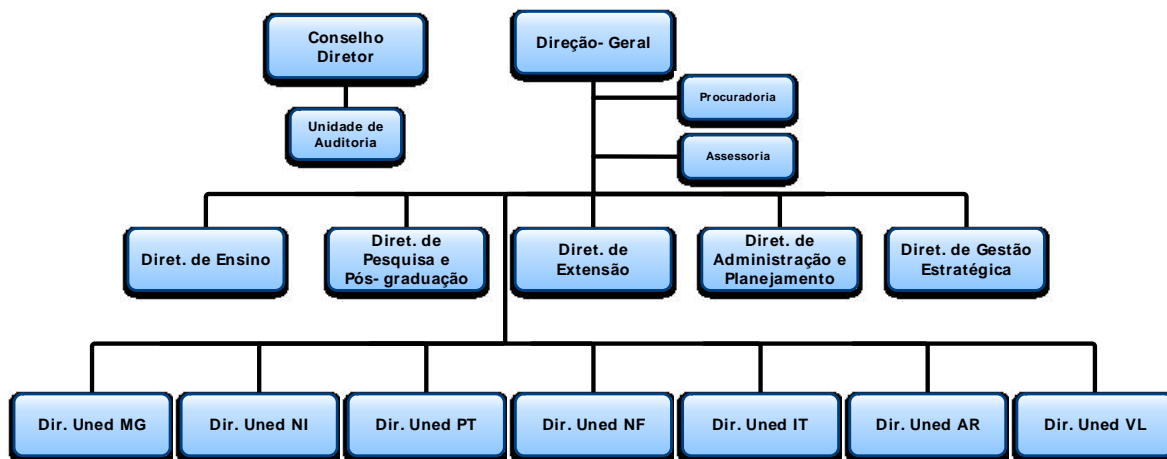 Conselho
Diretor
Direção- Geral
Procuradoria
Unidade de
Auditoria
Assessoria
Diret. de Ensino
Diret. de
Pesquisa e
Pós- graduação
Diret. de
Extensão
Diret. de
Administração e
Planejamento
Diret. de Gestão
Estratégica
Dir. Uned MG
Dir. Uned NI
Dir. Uned PT
Dir. Uned NF
Dir. Uned IT
Dir. Uned AR
Dir. Uned VL